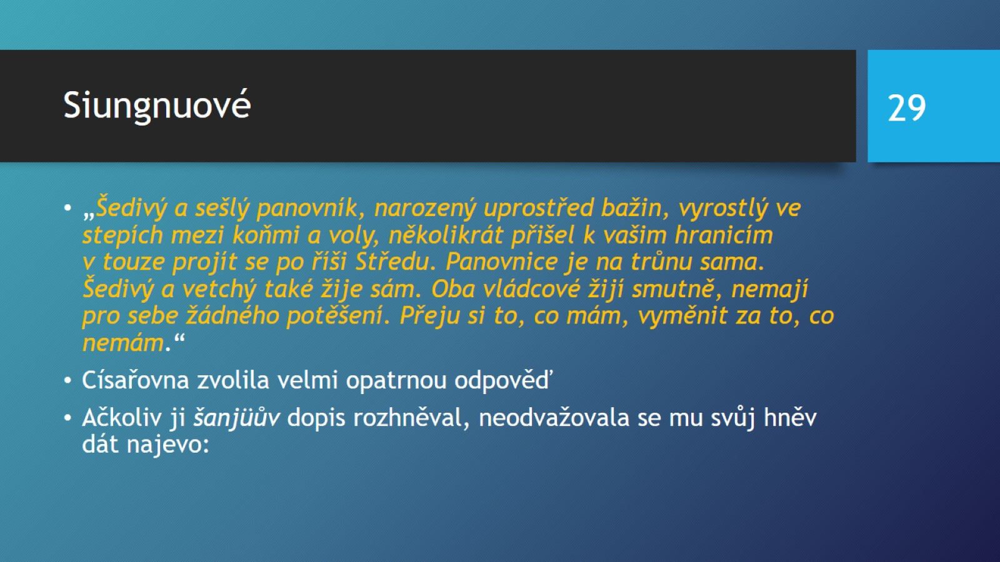 Siungnuové
29
• „Šedivý a sešlý panovník, narozený uprostřed bažin, vyrostlý ve
stepích mezi koňmi a voly, několikrát přišel k vašim hranicím
v touze projít se po říši Středu. Panovnice je na trůnu sama.
Šedivý a vetchý také žije sám. Oba vládcové žijí smutně, nemají
pro sebe žádného potěšení. Přeju si to, co mám, vyměnit za to, co
nemám.“
• Císařovna zvolila velmi opatrnou odpověď
• Ačkoliv ji šanjüův dopis rozhněval, neodvažovala se mu svůj hněv
dát najevo: